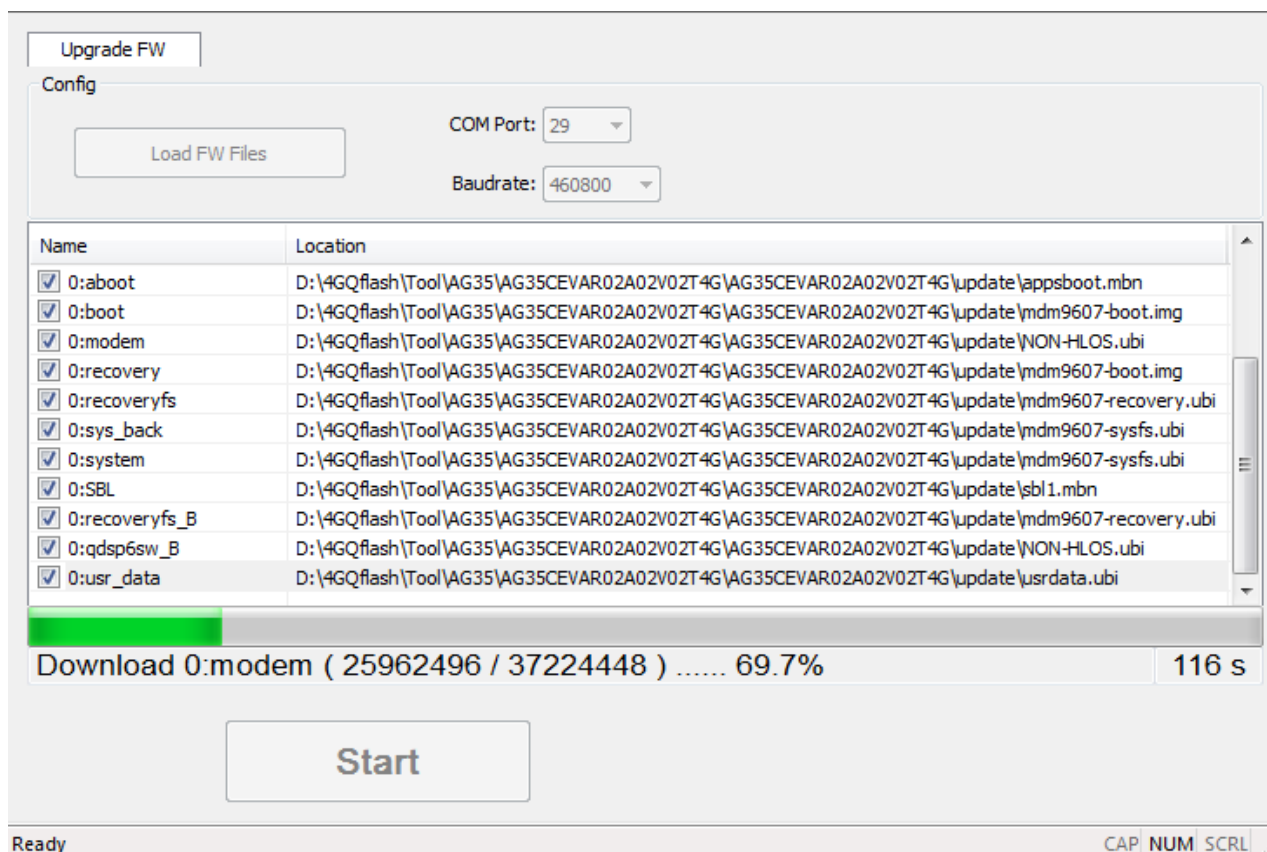 Upgrade FW
Config
Load FW Files
COM Port: 29
Baudrate: 460800
Name Location
0:aboot D:\4GQflash\Tool\AG35\AG35CEVAR02A02V02T4G\AG35CEVAR02A02V02T4G\update\appsboot.mbn
0:boot D:\4GQflash\Tool\AG35\AG35CEVAR02A02V02T4G\AG35CEVAR02A02V02T4G\update\mdm9607-boot.img
0:modem D:\4GQflash\Tool\AG35\AG35CEVAR02A02V02T4G\AG35CEVAR02A02V02T4G\update\NON-HLOS.ubi
0:recovery D:\4GQflash\Tool\AG35\AG35CEVAR02A02V02T4G\AG35CEVAR02A02V02T4G\update\mdm9607-boot.img
0:recoveryfs D:\4GQflash\Tool\AG35\AG35CEVAR02A02V02T4G\AG35CEVAR02A02V02T4G\update\mdm9607-recovery.ubi
0:sys_back D:\4GQflash\Tool\AG35\AG35CEVAR02A02V02T4G\AG35CEVAR02A02V02T4G\update\mdm9607-sysfs.ubi
0:system D:\4GQflash\Tool\AG35\AG35CEVAR02A02V02T4G\AG35CEVAR02A02V02T4G\update\mdm9607-sysfs.ubi
0:SBL D:\4GQflash\Tool\AG35\AG35CEVAR02A02V02T4G\AG35CEVAR02A02V02T4G\update\sbl1.mbn
0:recoveryfs_B D:\4GQflash\Tool\AG35\AG35CEVAR02A02V02T4G\AG35CEVAR02A02V02T4G\update\mdm9607-recovery.ubi
0:qdsp6sw_B D:\4GQflash\Tool\AG35\AG35CEVAR02A02V02T4G\AG35CEVAR02A02V02T4G\update\NON-HLOS.ubi
0:usr_data D:\4GQflash\Tool\AG35\AG35CEVAR02A02V02T4G\AG35CEVAR02A02V02T4G\update\usrdata.ubi
Download 0:modem ( 25962496 / 37224448 ) ...... 69.7% 116 s
Start
Ready CAP NUM SCRL